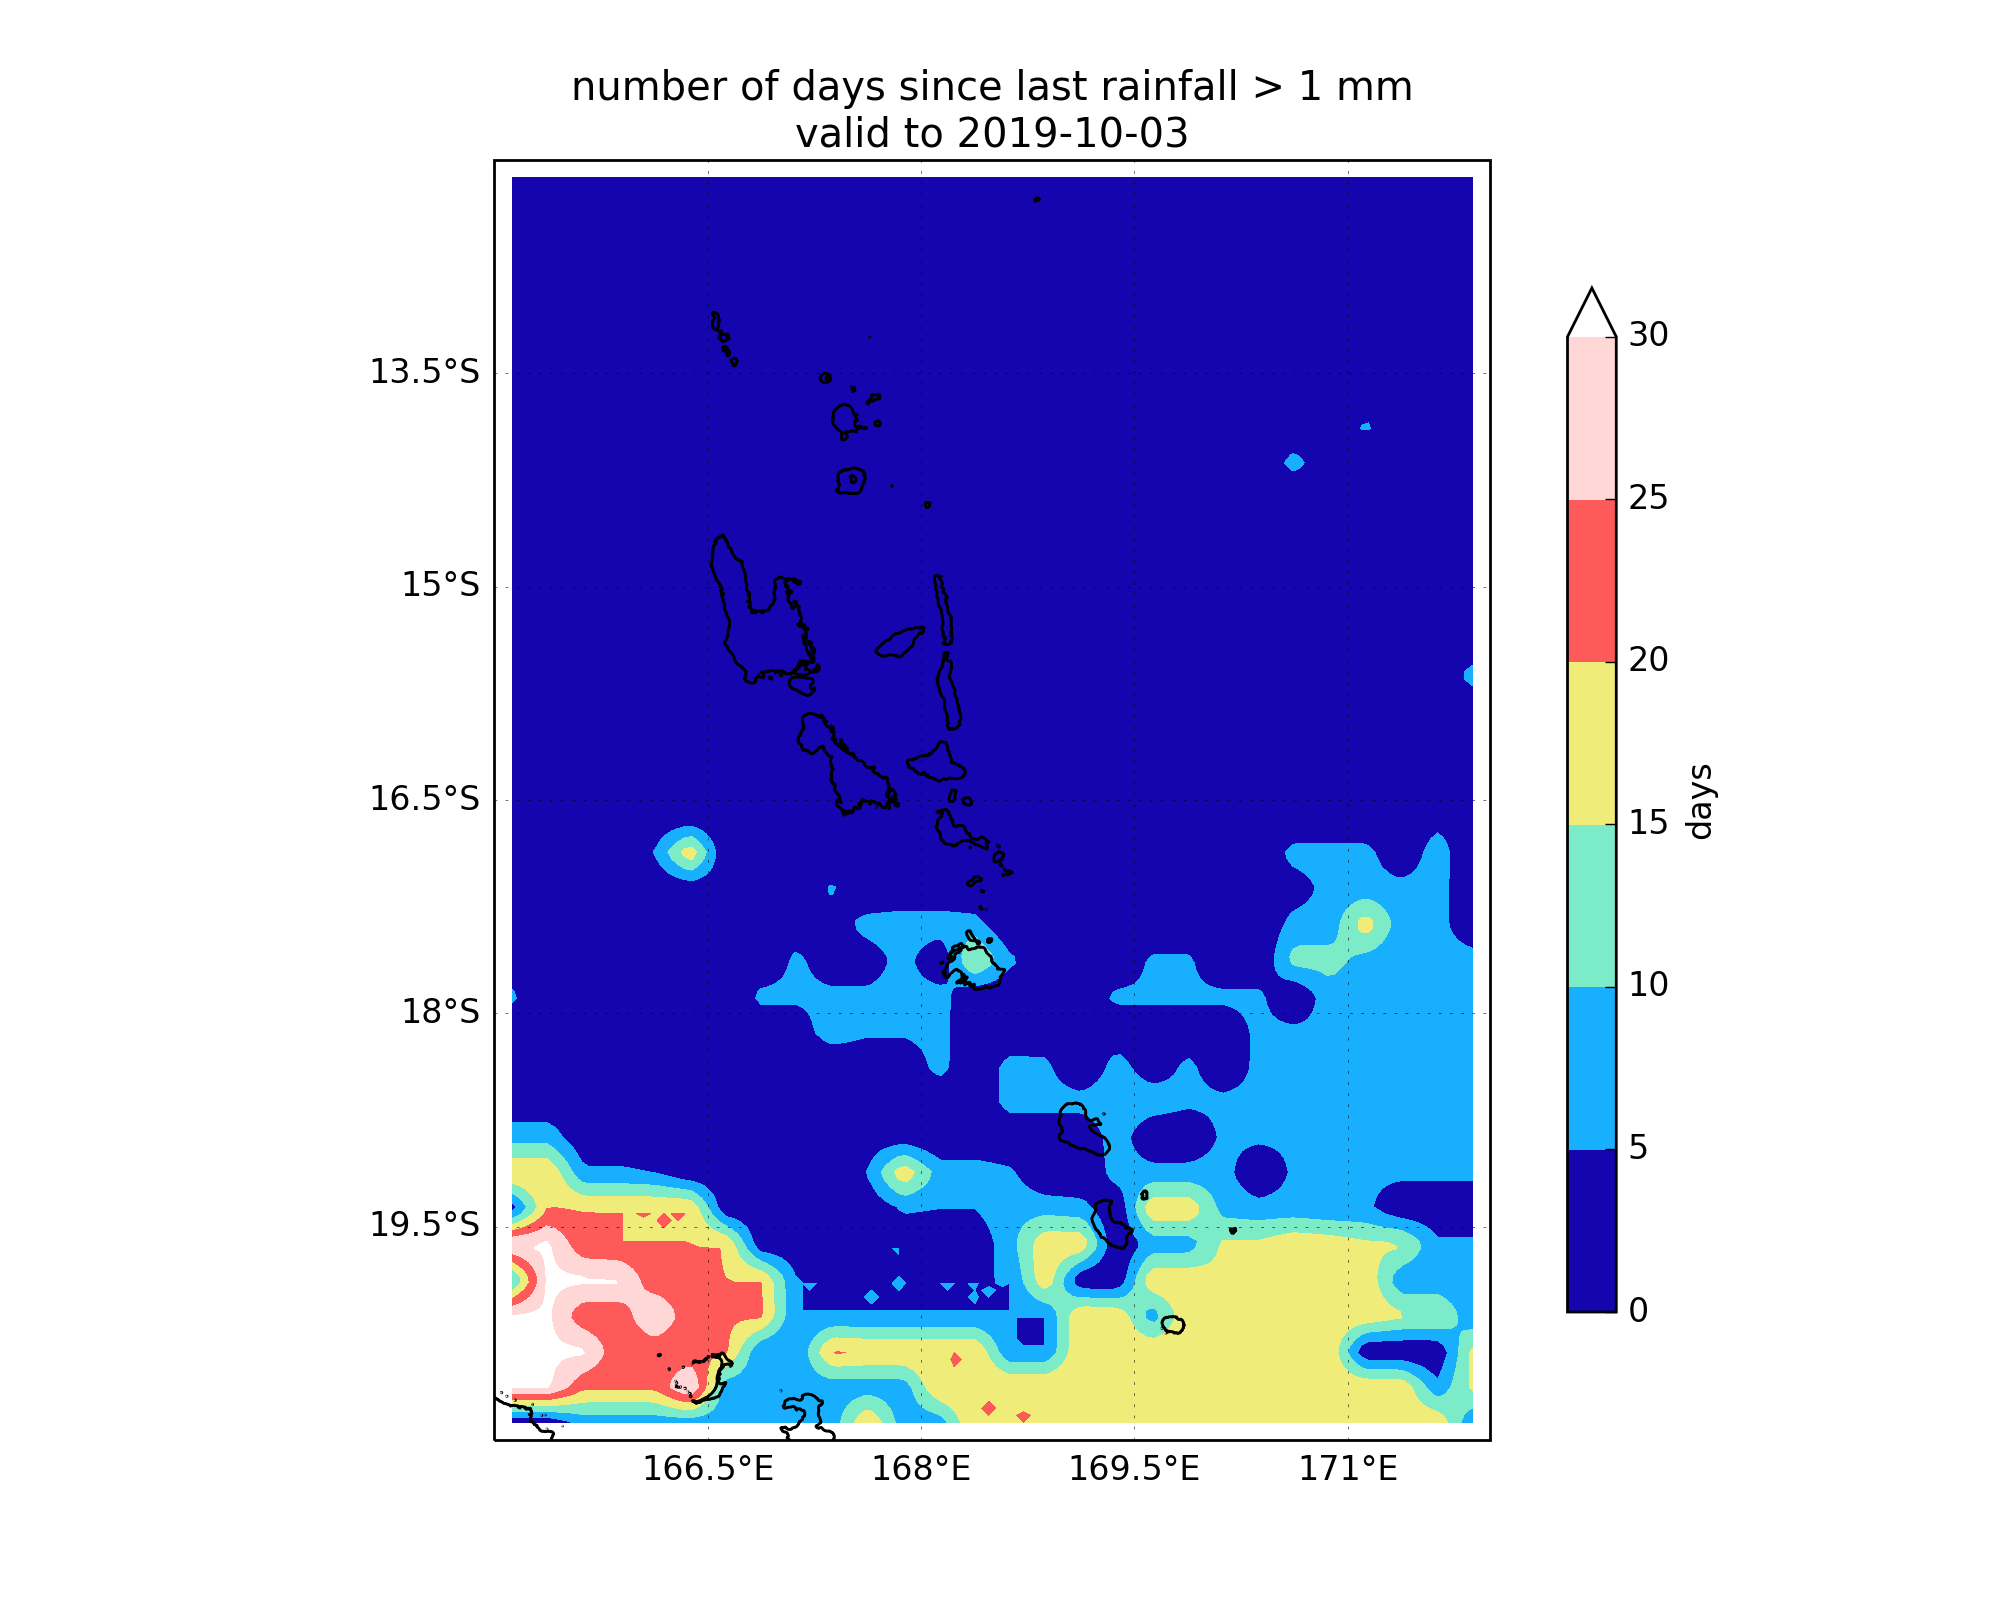 number of days since last rainfall > 1 mm
valid to 2019-10-03
13.5°S
15°S
16.5°S
18°S
19.5°S
166.5°E
168°E
169.5°E
171°E
30
25
20
15
10
5
0
days